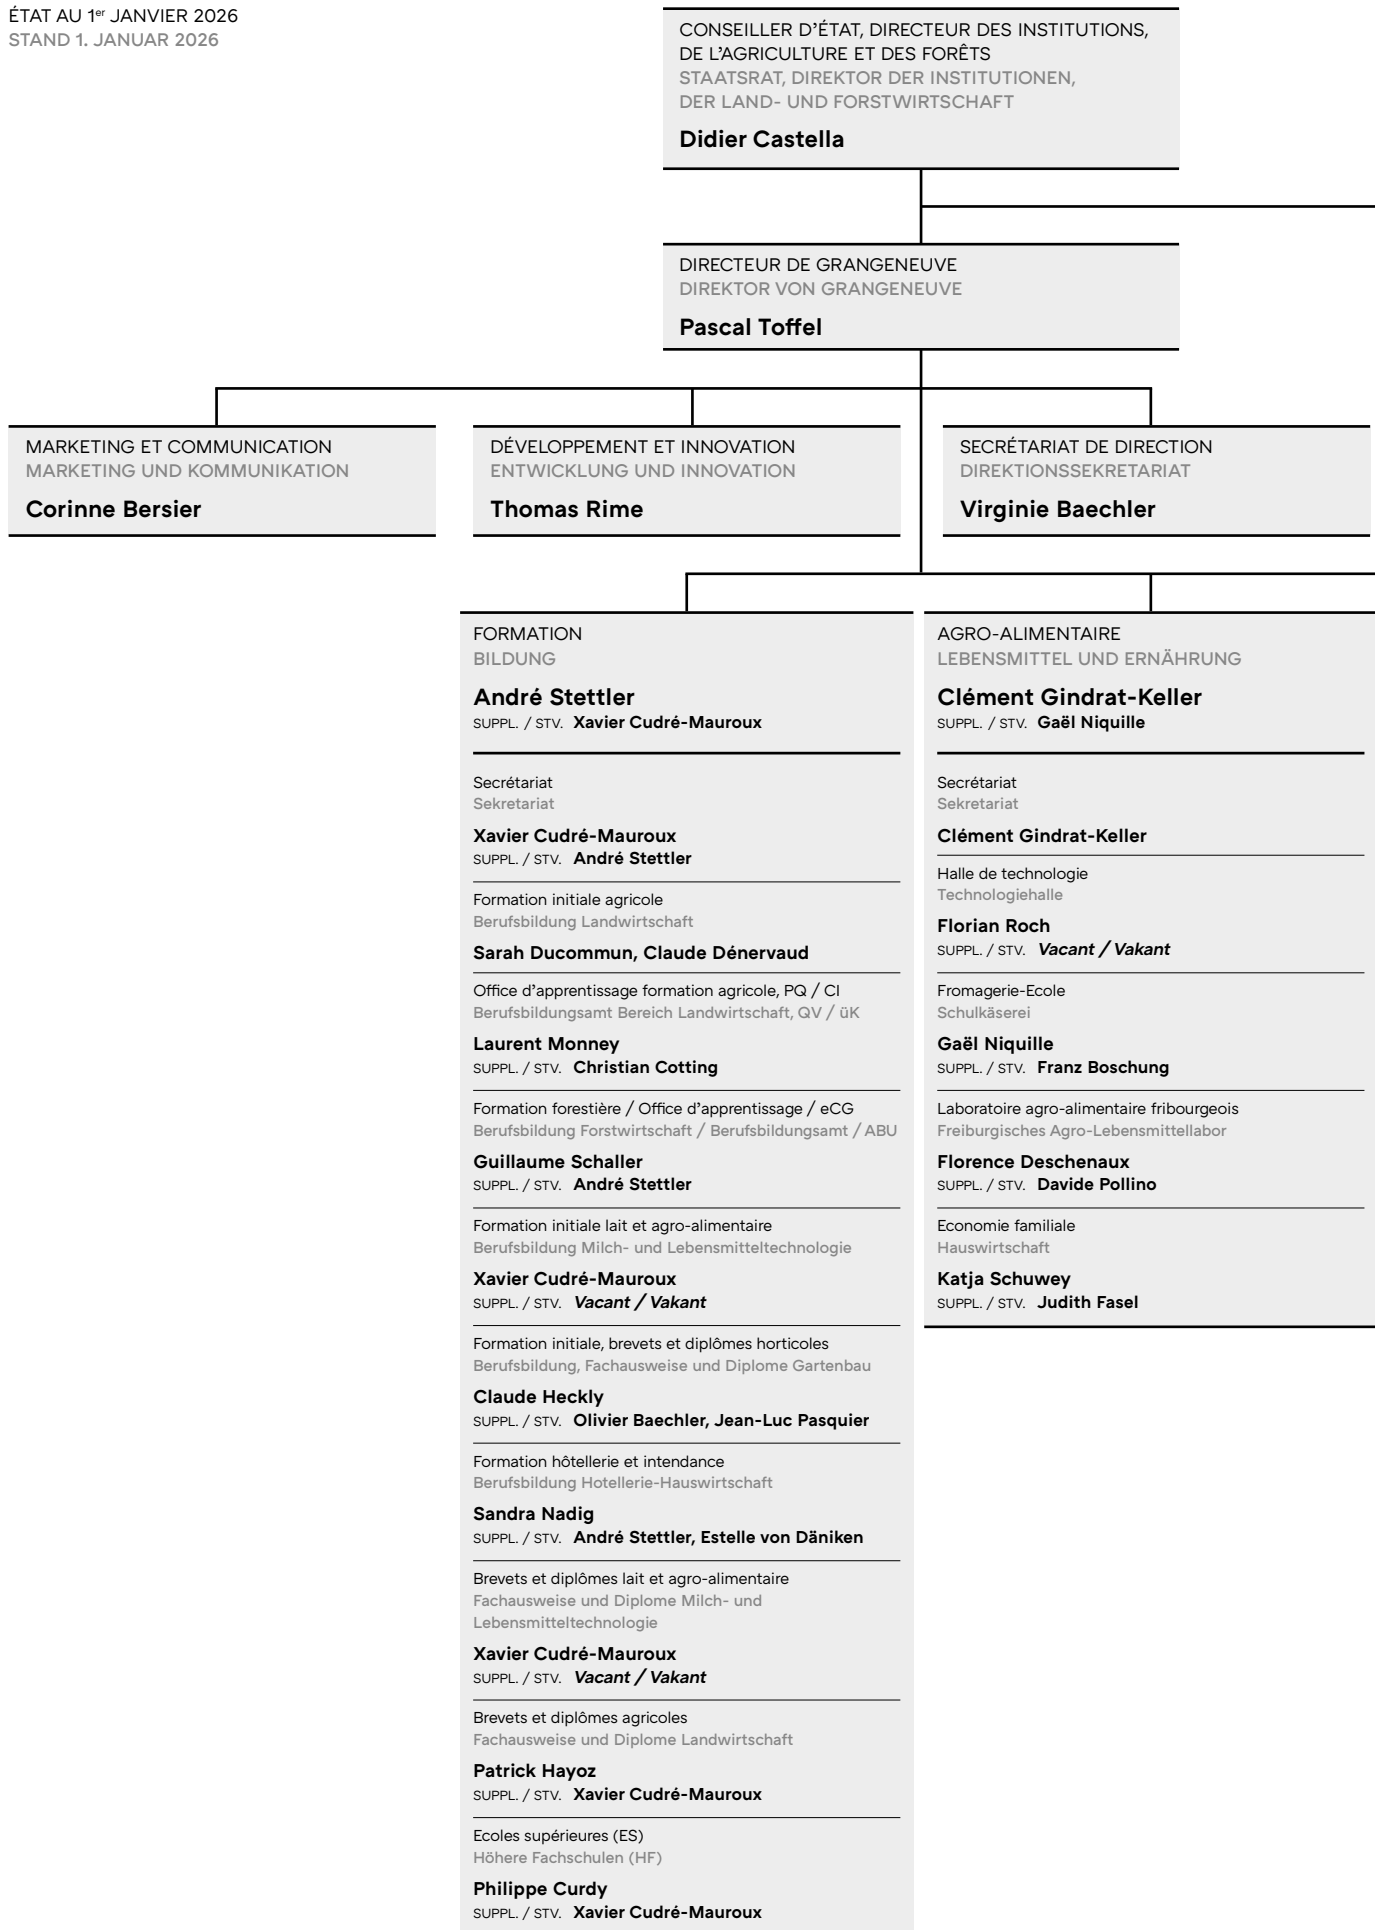 ÉTAT AU 1er JANVIER 2026
STAND 1. JANUAR 2026
CONSEILLER D’ÉTAT, DIRECTEUR DES INSTITUTIONS,
DE L’AGRICULTURE ET DES FORÊTS
STAATSRAT, DIREKTOR DER INSTITUTIONEN,
DER LAND- UND FORSTWIRTSCHAFT
Didier Castella
DIRECTEUR DE GRANGENEUVE
DIREKTOR VON GRANGENEUVE
Pascal Toffel
MARKETING ET COMMUNICATION
MARKETING UND KOMMUNIKATION
Corinne Bersier
DÉVELOPPEMENT ET INNOVATION
ENTWICKLUNG UND INNOVATION
Thomas Rime
SECRÉTARIAT DE DIRECTION
DIREKTIONSSEKRETARIAT
Virginie Baechler
FORMATION
BILDUNG
André Stettler
SUPPL. / STV. Xavier Cudré-Mauroux
Secrétariat
Sekretariat
Xavier Cudré-Mauroux
SUPPL. / STV. André Stettler
Formation initiale agricole
Berufsbildung Landwirtschaft
Sarah Ducommun, Claude Dénervaud
Office d’apprentissage formation agricole, PQ / CI
Berufsbildungsamt Bereich Landwirtschaft, QV / üK
Laurent Monney
SUPPL. / STV. Christian Cotting
Formation forestière / Office d’apprentissage / eCG
Berufsbildung Forstwirtschaft / Berufsbildungsamt / ABU
Guillaume Schaller
SUPPL. / STV. André Stettler
Formation initiale lait et agro-alimentaire
Berufsbildung Milch- und Lebensmitteltechnologie
Xavier Cudré-Mauroux
SUPPL. / STV. Vacant / Vakant
Formation initiale, brevets et diplômes horticoles
Berufsbildung, Fachausweise und Diplome Gartenbau
Claude Heckly
SUPPL. / STV. Olivier Baechler, Jean-Luc Pasquier
Formation hôtellerie et intendance
Berufsbildung Hotellerie-Hauswirtschaft
Sandra Nadig
SUPPL. / STV. André Stettler, Estelle von Däniken
Brevets et diplômes lait et agro-alimentaire
Fachausweise und Diplome Milch- und
Lebensmitteltechnologie
Xavier Cudré-Mauroux
SUPPL. / STV. Vacant / Vakant
Brevets et diplômes agricoles
Fachausweise und Diplome Landwirtschaft
Patrick Hayoz
SUPPL. / STV. Xavier Cudré-Mauroux
Ecoles supérieures (ES)
Höhere Fachschulen (HF)
Philippe Curdy
SUPPL. / STV. Xavier Cudré-Mauroux
AGRO-ALIMENTAIRE
LEBENSMITTEL UND ERNÄHRUNG
Clément Gindrat-Keller
SUPPL. / STV. Gaël Niquille
Secrétariat
Sekretariat
Clément Gindrat-Keller
Halle de technologie
Technologiehalle
Florian Roch
SUPPL. / STV. Vacant / Vakant
Fromagerie-Ecole
Schulkäserei
Gaël Niquille
SUPPL. / STV. Franz Boschung
Laboratoire agro-alimentaire fribourgeois
Freiburgisches Agro-Lebensmittellabor
Florence Deschenaux
SUPPL. / STV. Davide Pollino
Economie familiale
Hauswirtschaft
Katja Schuwey
SUPPL. / STV. Judith Fasel